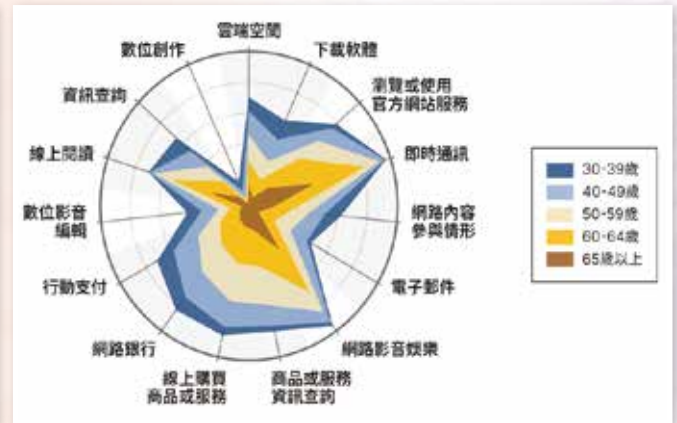 雲端空間
下載軟體
瀏覽或使用
官方網站服務
即時通訊
網路內容
參與情形
電子郵件
網路影音娛樂
商品或服務
資訊查詢
線上購買
商品或服務
網路銀行
行動支付
數位影音
編輯
線上閱讀
資訊查詢
數位創作
30-39歲
40-49歲
50-59歲
60-64歲
65歲以上